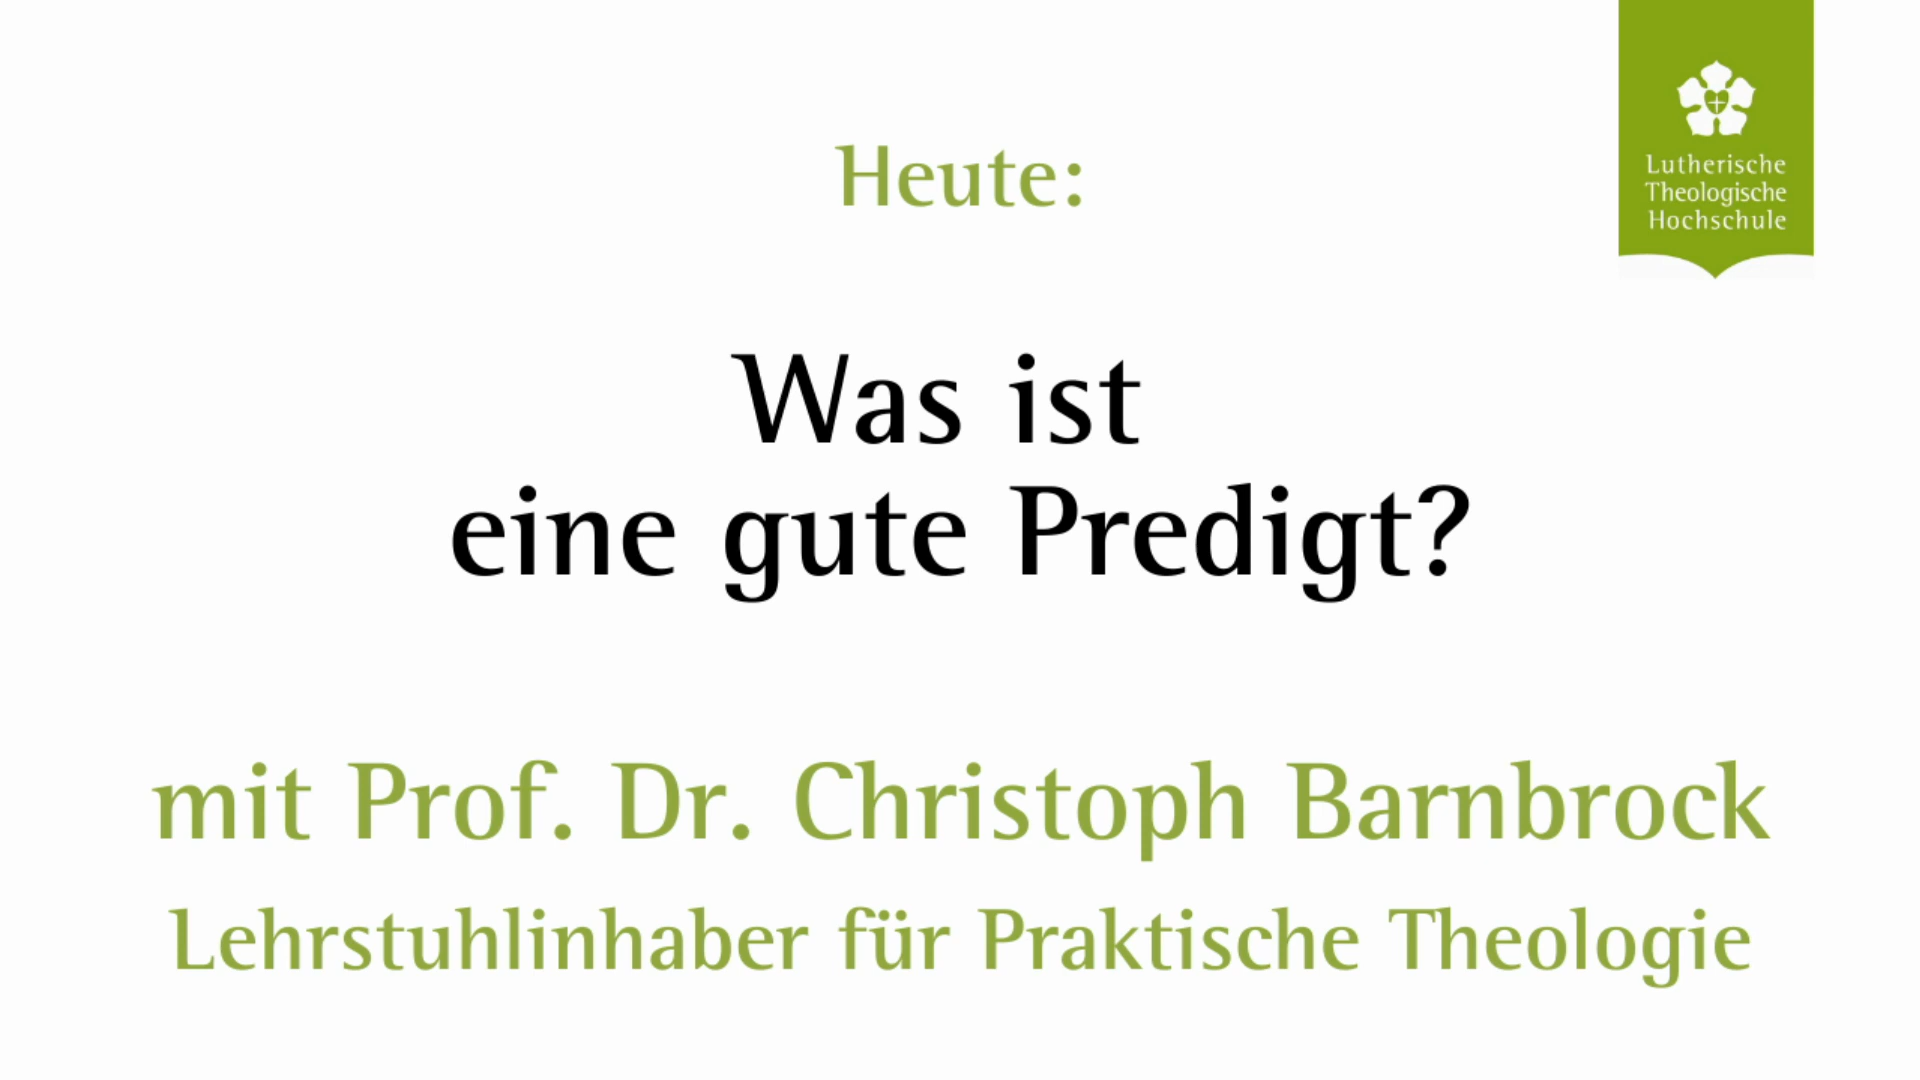 Heute:
Lutherische
Theologische
Hochschule
Was ist
eine gute Predigt?
mit Prof. Dr. Christoph Barnbrock
Lehrstuhlinhaber für Praktische Theologie